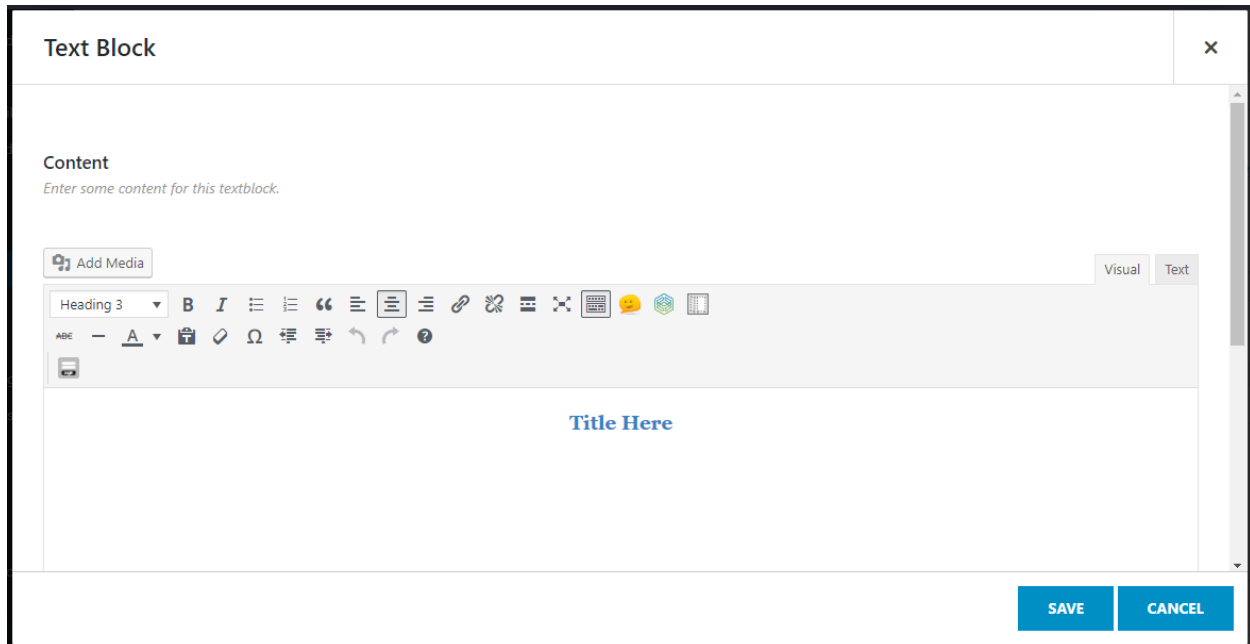 Text Block
×
Content
Enter some content for this textblock.
Add Media
Visual Text
Heading 3 B I “
ABC A T Ω ?
Title Here
SAVE CANCEL